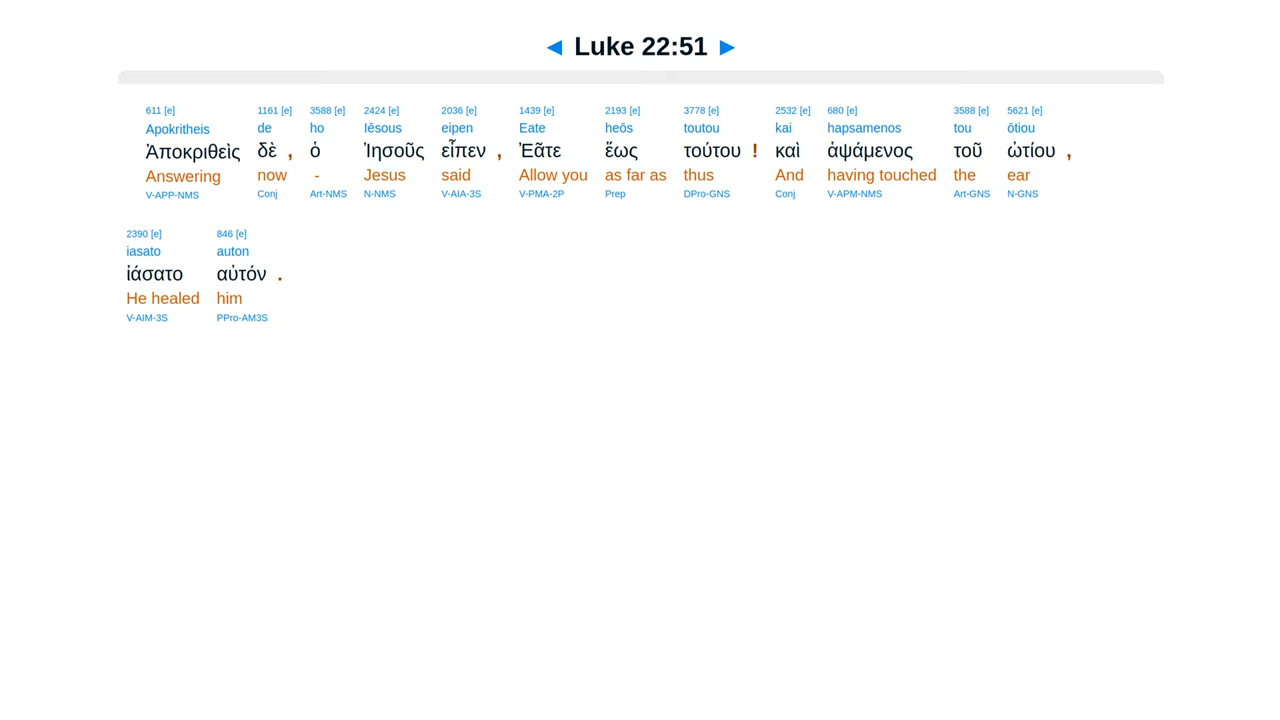 ◄ Luke 22:51 ►
611 [e] 1161 [e] 3588 [e] 2424 [e] 2036 [e] 1439 [e] 2193 [e] 3778 [e] 2532 [e] 680 [e] 3588 [e] 5621 [e]
Apokritheis de ho Iēsous eipen Eate heōs toutou kai hapsamenos tou ōtiou
Ἀποκριθεὶς δὲ , ὁ Ἰησοῦς εἶπεν , Ἐᾶτε ἕως τούτου ! καὶ ἁψάμενος τοῦ ὠτίου ,
Answering now - Jesus said Allow you as far as thus And having touched the ear
V-APP-NMS Conj Art-NMS N-NMS V-AIA-3S V-PMA-2P Prep DPro-GNS Conj V-APM-NMS Art-GNS N-GNS
2390 [e] 846 [e]
iasato auton
ἰάσατο αὐτόν .
He healed him
V-AIM-3S PPro-AM3S